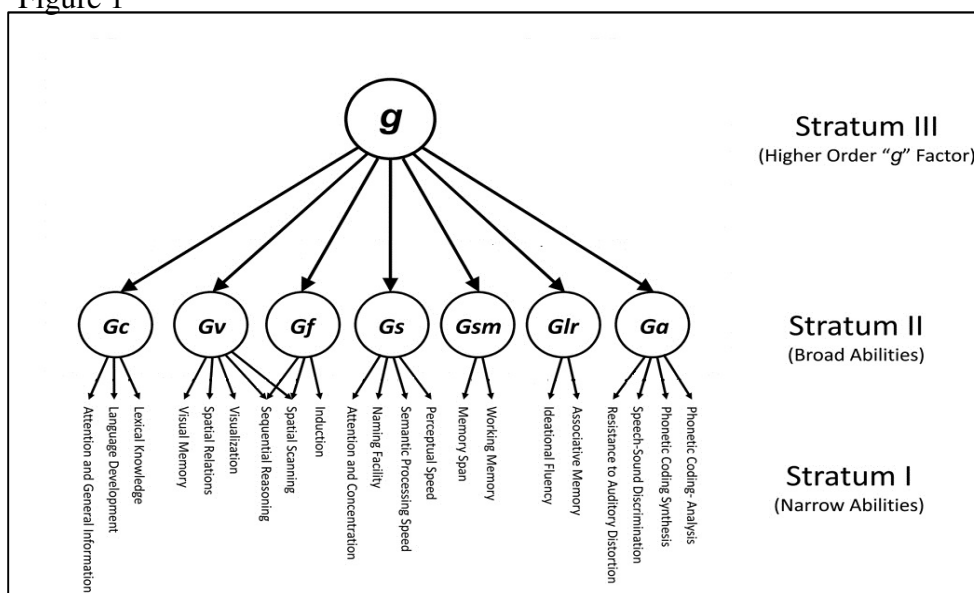 Figure 1
g
Stratum III
(Higher Order "g" Factor)
Gc
Gv
Gf
Gs
Gsm
Glr
Ga
Stratum II
(Broad Abilities)
Attention and General Information
Language Development
Lexical Knowledge
Visual Memory
Spatial Relations
Visualization
Sequential Reasoning
Spatial Scanning
Induction
Attention and Concentration
Naming Facility
Semantic Processing Speed
Perceptual Speed
Memory Span
Working Memory
Ideational Fluency
Associative Memory
Resistance to Auditory Distortion
Speech-Sound Discrimination
Phonetic Coding Synthesis
Phonetic Coding- Analysis
Stratum I
(Narrow Abilities)